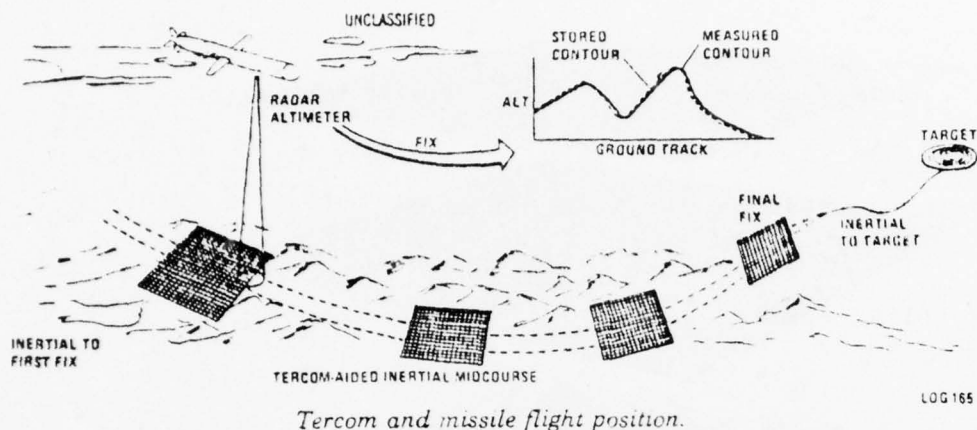 UNCLASSIFIED
STORED
CONTOUR
MEASURED
CONTOUR
RADAR
ALTIMETER
FIX
ALT
GROUND TRACK
TARGET
FINAL
FIX
INERTIAL
TO TARGET
INERTIAL TO
FIRST FIX
TERCOM-AIDED INERTIAL MIDCOURSE
LOG 165
Tercom and missile flight position.